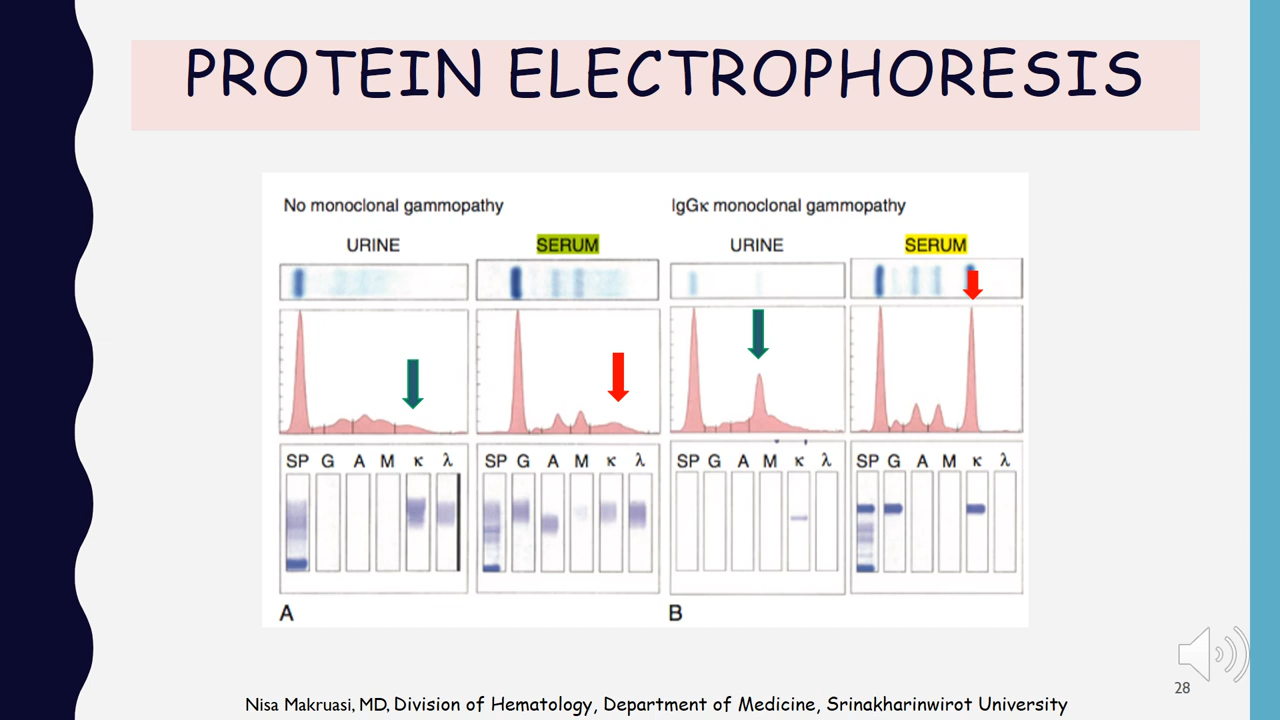 PROTEIN ELECTROPHORESIS
No monoclonal gammopathy
IgGκ monoclonal gammopathy
URINE
SERUM
URINE
SERUM
SP G A M κ λ
SP G A M κ λ
SP G A M κ λ
SP G A M κ λ
A
B
28
Nisa Makruasi, MD, Division of Hematology, Department of Medicine, Srinakharinwirot University